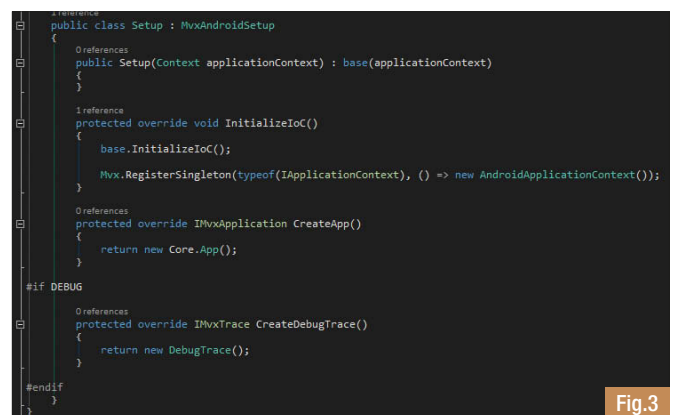 1 reference
public class Setup : MvxAndroidSetup
{
0 references
public Setup(Context applicationContext) : base(applicationContext)
{
}
1 reference
protected override void InitializeIoC()
{
base.InitializeIoC();
Mvx.RegisterSingleton(typeof(IApplicationContext), () => new AndroidApplicationContext());
}
0 references
protected override IMvxApplication CreateApp()
{
return new Core.App();
}
#if DEBUG
0 references
protected override IMvxTrace CreateDebugTrace()
{
return new DebugTrace();
}
#endif
}
}
Fig.3